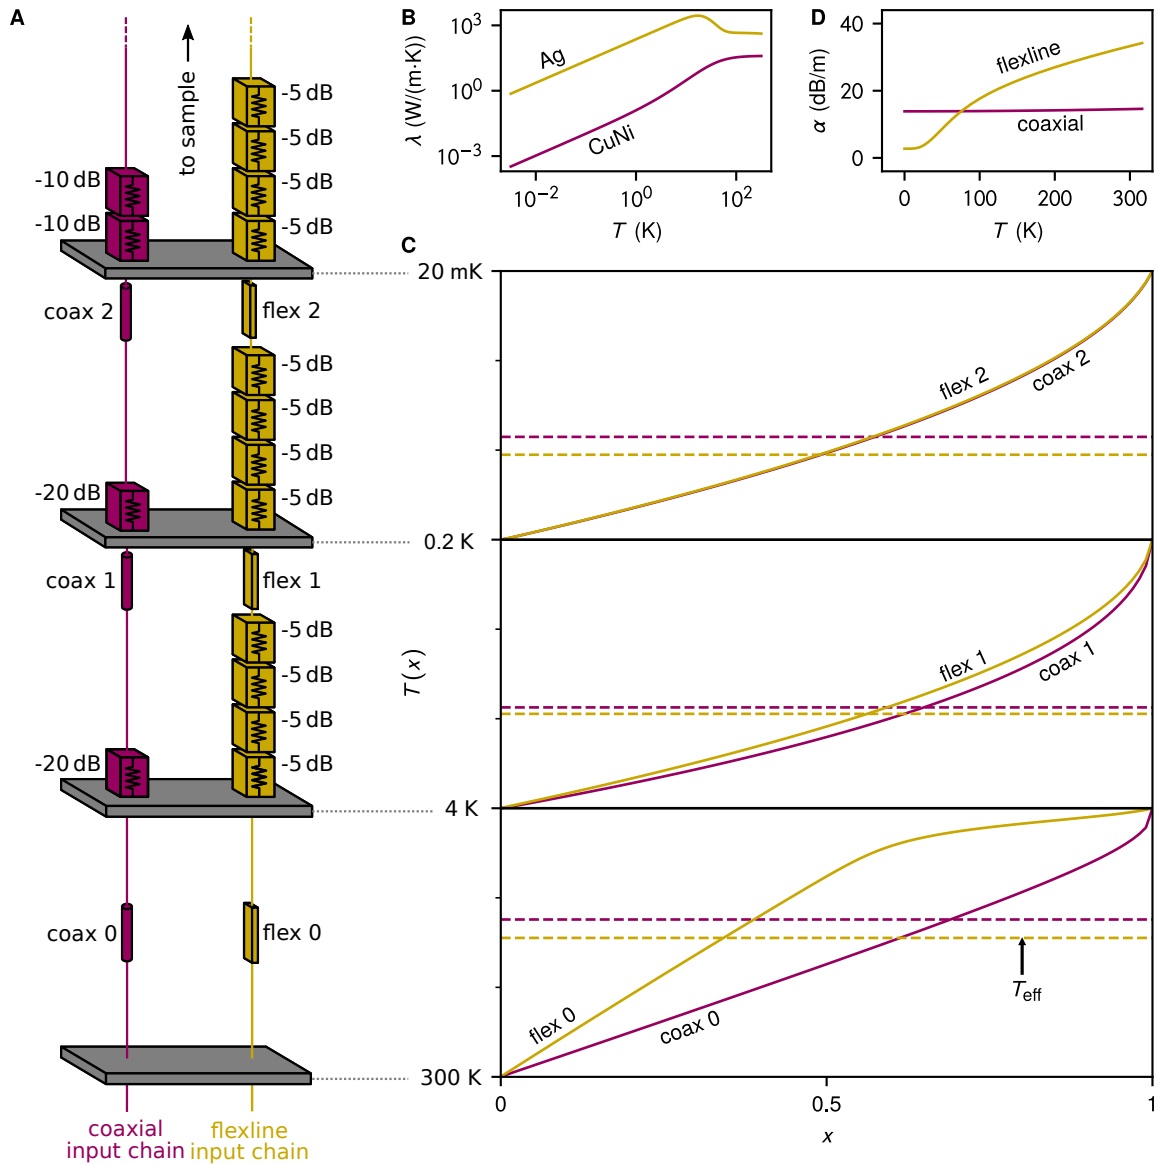 A
to sample
-5 dB
-5 dB
-10 dB
-5 dB
-10 dB
-5 dB
coax 2
flex 2
-5 dB
-5 dB
-5 dB
-20 dB
-5 dB
coax 1
flex 1
-5 dB
-5 dB
-5 dB
-20 dB
-5 dB
coax 0
flex 0
coaxial
input chain
flexline
input chain
B
λ (W/(m·K))
10³
10⁰
10⁻³
Ag
CuNi
10⁻²
10⁰
10²
T (K)
D
α (dB/m)
40
20
0
flexline
coaxial
0
100
200
300
T (K)
C
20 mK
flex 2
coax 2
0.2 K
T(x)
flex 1
coax 1
4 K
T_eff
flex 0
coax 0
300 K
0
0.5
1
x